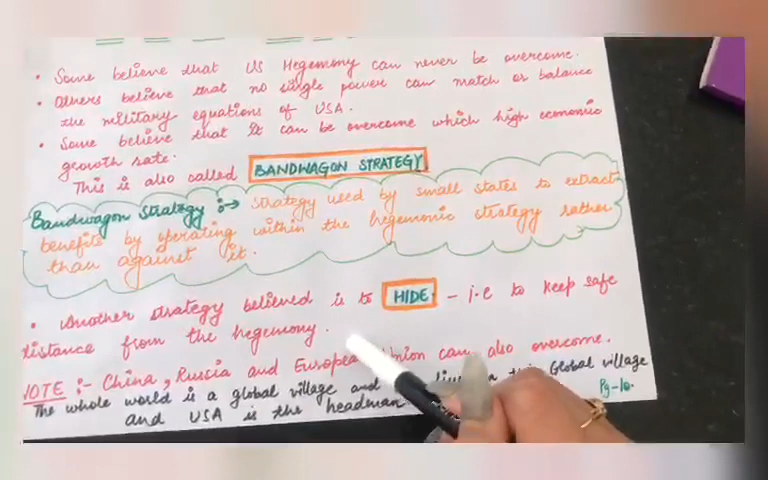 • Some believe that US Hegemony can never be overcome.
• Others believe that no single power can match or balance
the military equations of USA.
• Some believe that it can be overcome which high economic
growth rate.
This is also called BANDWAGON STRATEGY
Bandwagon Strategy :→ Strategy used by small states to extract
benefits by operating within the hegemonic strategy rather
than against it.
• Another strategy believed is to HIDE - i.e to keep safe
distance from the hegemony.
NOTE :- China, Russia and European Union can also overcome.
The whole world is a global village and this Global village
and USA is the headman
Pg-10.